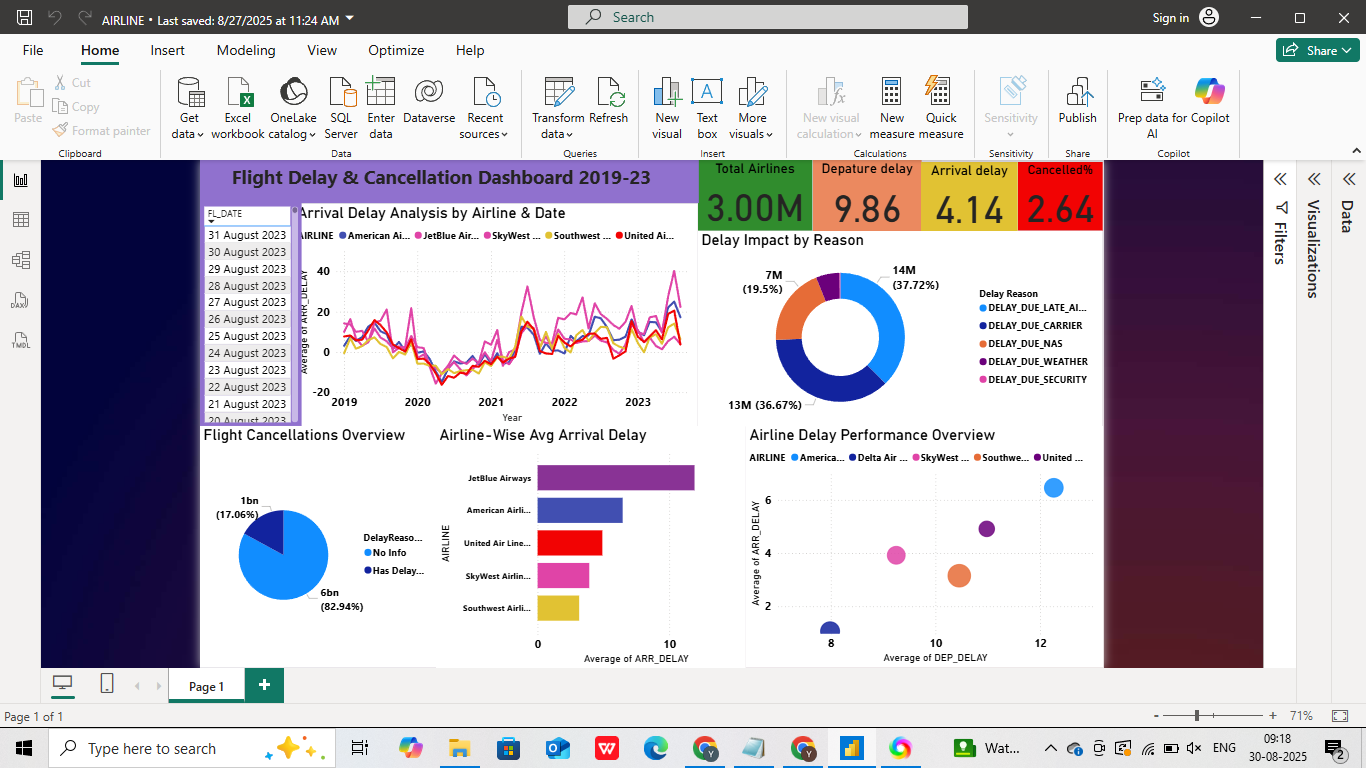 AIRLINE • Last saved: 8/27/2025 at 11:24 AM
Search
Sign in
File Home Insert Modeling View Optimize Help
Share
Paste
Cut
Copy
Format painter
Clipboard
Get data
Excel workbook
OneLake catalog
SQL Server
Enter data
Dataverse
Recent sources
Data
Transform data
Refresh
Queries
New visual
Text box
More visuals
Insert
New visual calculation
New measure
Quick measure
Calculations
Sensitivity
Sensitivity
Publish
Share
Prep data for AI
Copilot
Copilot
DAX
TMDL
Flight Delay & Cancellation Dashboard 2019-23
Total Airlines
3.00M
Depature delay
9.86
Arrival delay
4.14
Cancelled%
2.64
FL_DATE
31 August 2023
30 August 2023
29 August 2023
28 August 2023
27 August 2023
26 August 2023
25 August 2023
24 August 2023
23 August 2023
22 August 2023
21 August 2023
20 August 2023
Arrival Delay Analysis by Airline & Date
AIRLINE American Ai... JetBlue Air... SkyWest ... Southwest ... United Ai...
Average of ARR_DELAY
40
20
0
-20
2019 2020 2021 2022 2023
Year
Delay Impact by Reason
14M
(37.72%)
13M (36.67%)
7M
(19.5%)
Delay Reason
DELAY_DUE_LATE_AI...
DELAY_DUE_CARRIER
DELAY_DUE_NAS
DELAY_DUE_WEATHER
DELAY_DUE_SECURITY
Flight Cancellations Overview
1bn
(17.06%)
6bn
(82.94%)
DelayReaso...
No Info
Has Delay...
Airline-Wise Avg Arrival Delay
AIRLINE
JetBlue Airways
American Airli...
United Air Line...
SkyWest Airlin...
Southwest Airli...
0 10
Average of ARR_DELAY
Airline Delay Performance Overview
AIRLINE America... Delta Air ... SkyWest ... Southwe... United ...
Average of ARR_DELAY
6
4
2
8 10 12
Average of DEP_DELAY
Filters
Visualizations
Data
Page 1
Page 1 of 1
71%
Type here to search
Wat...
ENG
09:18
30-08-2025
2